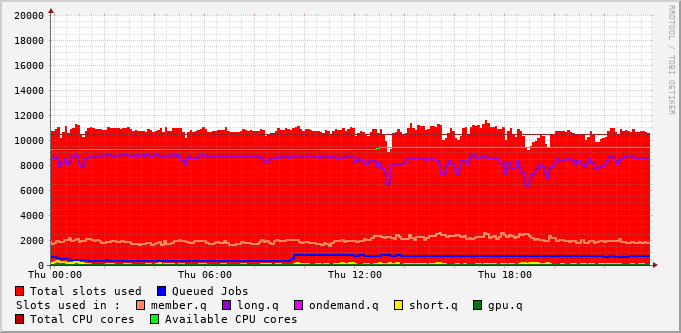 20000
18000
16000
14000
12000
10000
8000
6000
4000
2000
0
Thu 00:00 Thu 06:00 Thu 12:00 Thu 18:00
Total slots used Queued Jobs
Slots used in : member.q long.q ondemand.q short.q gpu.q
Total CPU cores Available CPU cores
RRDTOOL / TOBI OETIKER